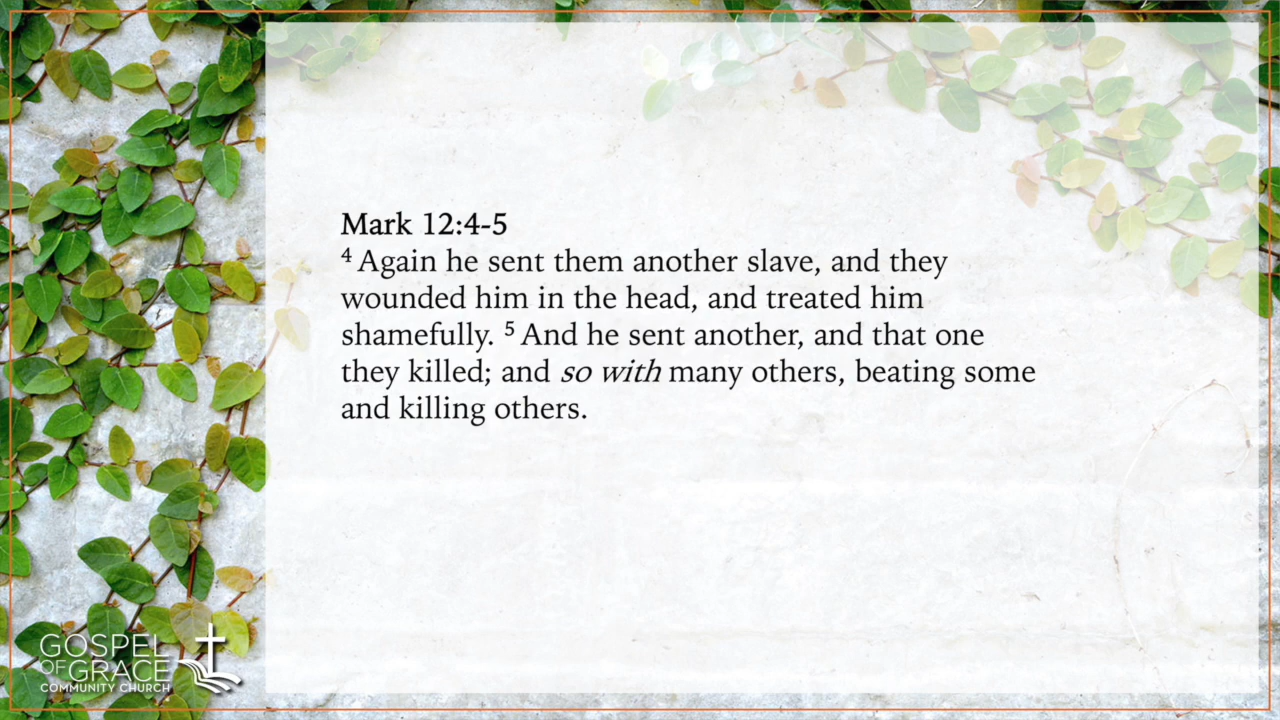 Mark 12:4-5
4 Again he sent them another slave, and they
wounded him in the head, and treated him
shamefully. 5 And he sent another, and that one
they killed; and so with many others, beating some
and killing others.
GOSPEL
OF GRACE
COMMUNITY CHURCH